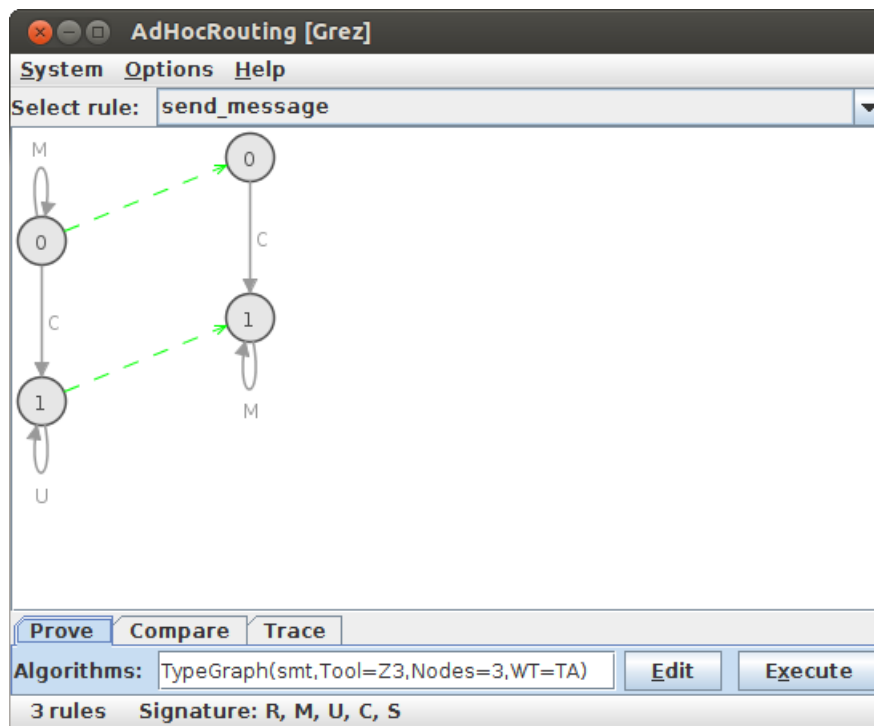 AdHocRouting [Grez]
System Options Help
Select rule: send_message
M
0
0
C
C
1
1
M
U
Prove Compare Trace
Algorithms: TypeGraph(smt,Tool=Z3,Nodes=3,WT=TA) Edit Execute
3 rules Signature: R, M, U, C, S